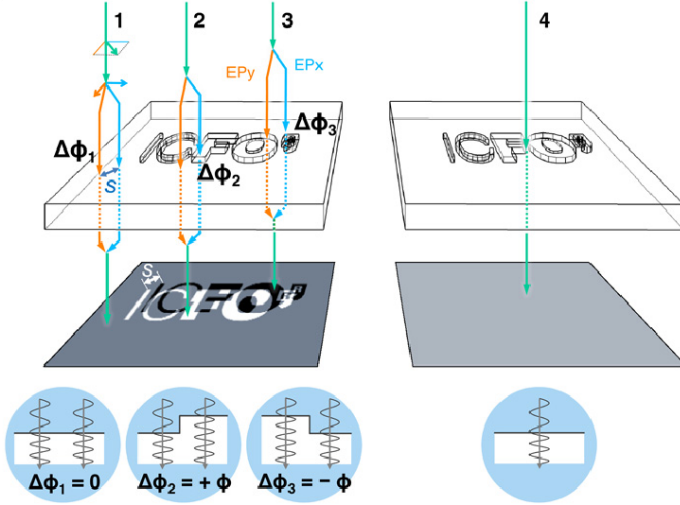 1 2 3 4
EPy EPx
Δϕ₃
Δϕ₁
ICFO ICFO
Δϕ₂
S
S
ICFO
Δϕ₁ = 0 Δϕ₂ = + ϕ Δϕ₃ = − ϕ